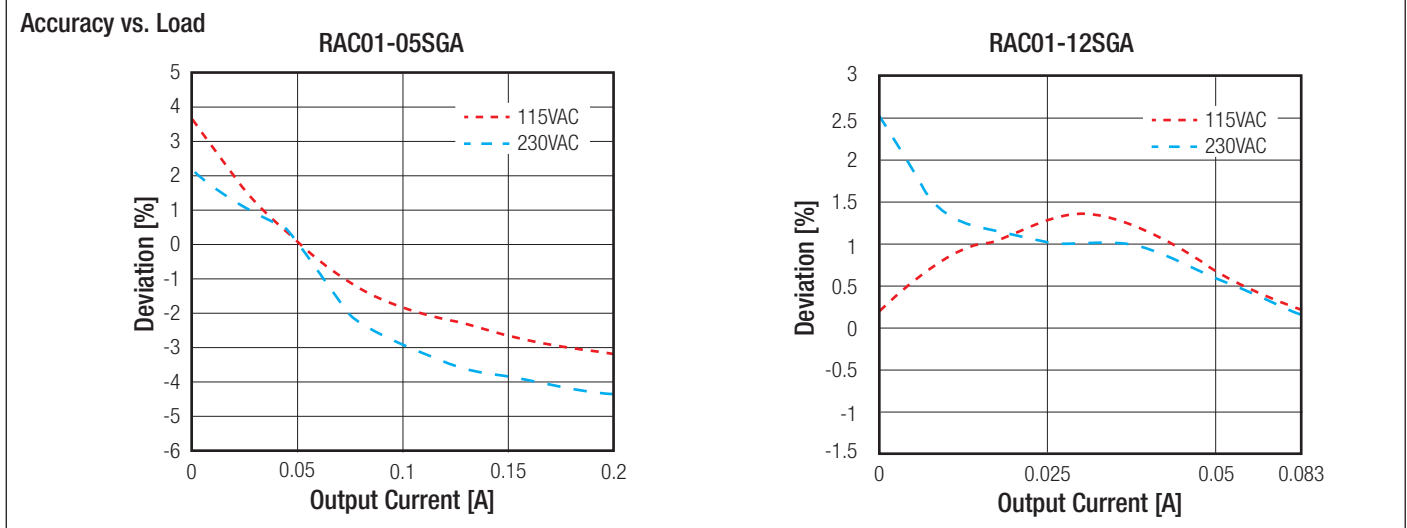 Accuracy vs. Load
RAC01-05SGA
5
4
3
2
1
0
-1
-2
-3
-4
-5
-6
Deviation [%]
115VAC
230VAC
0
0.05
0.1
0.15
0.2
Output Current [A]
RAC01-12SGA
3
2.5
2
1.5
1
0.5
0
-0.5
-1
-1.5
Deviation [%]
115VAC
230VAC
0
0.025
0.05
0.083
Output Current [A]